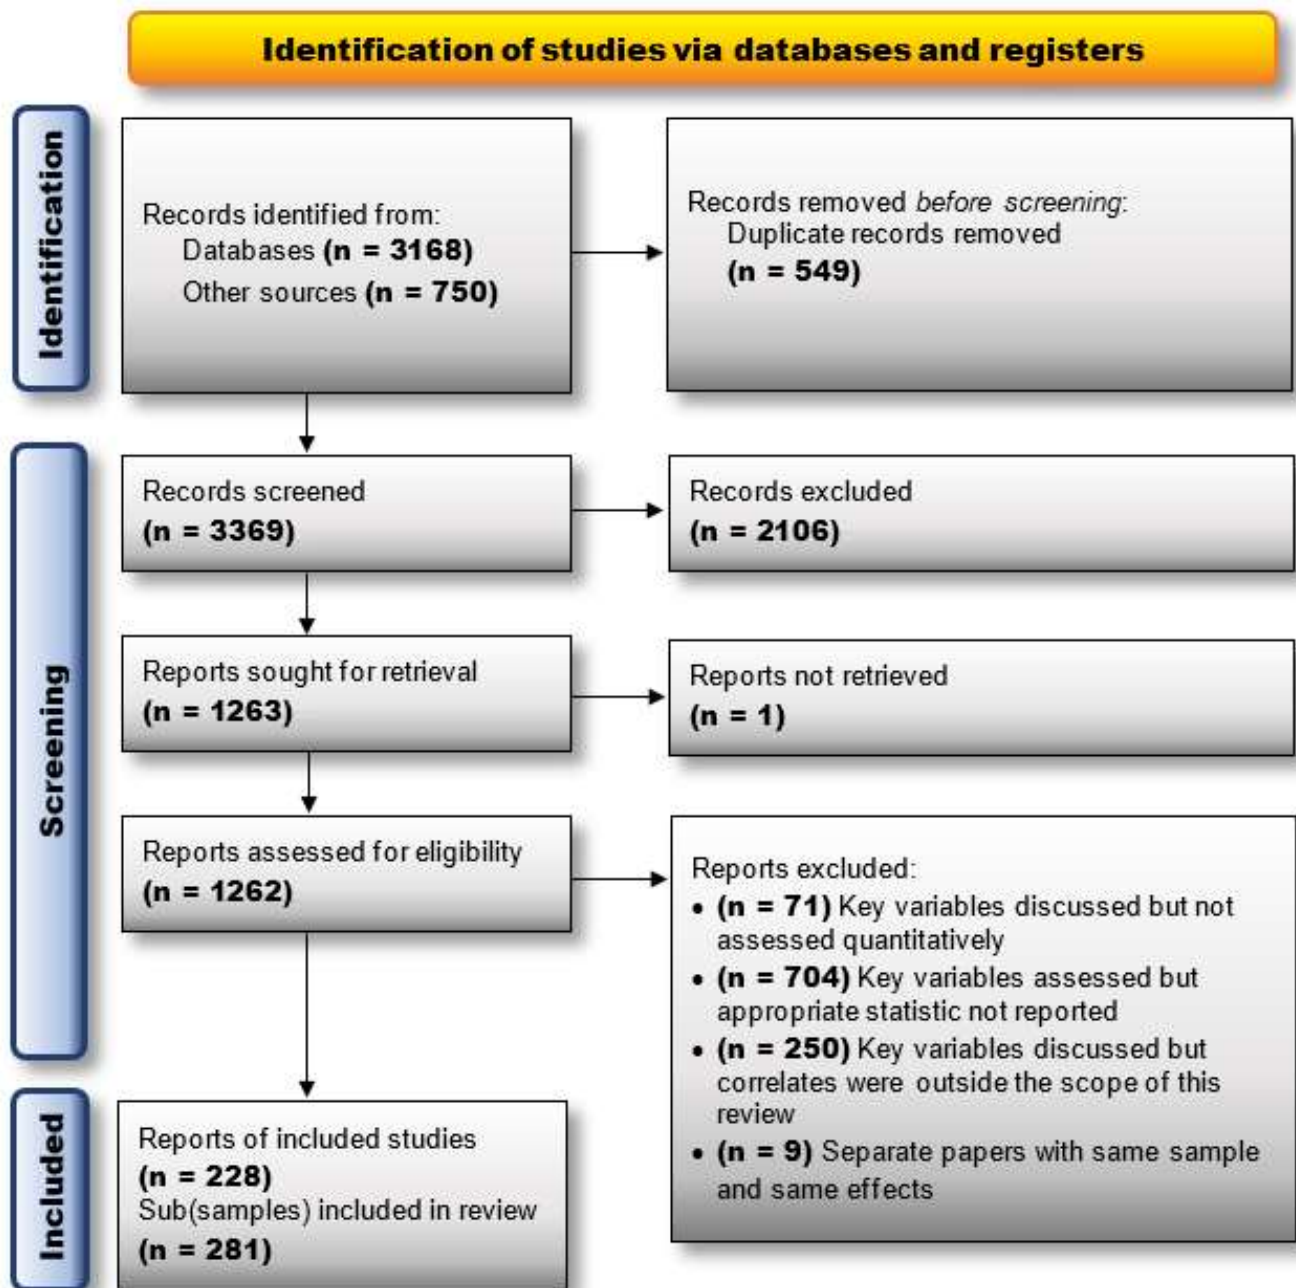 Identification of studies via databases and registers
Identification
Records identified from:
Databases (n = 3168)
Other sources (n = 750)
Records removed before screening:
Duplicate records removed
(n = 549)
Screening
Records screened
(n = 3369)
Records excluded
(n = 2106)
Reports sought for retrieval
(n = 1263)
Reports not retrieved
(n = 1)
Reports assessed for eligibility
(n = 1262)
Reports excluded:
• (n = 71) Key variables discussed but not
assessed quantitatively
• (n = 704) Key variables assessed but
appropriate statistic not reported
• (n = 250) Key variables discussed but
correlates were outside the scope of this
review
• (n = 9) Separate papers with same sample
and same effects
Included
Reports of included studies
(n = 228)
Sub(samples) included in review
(n = 281)